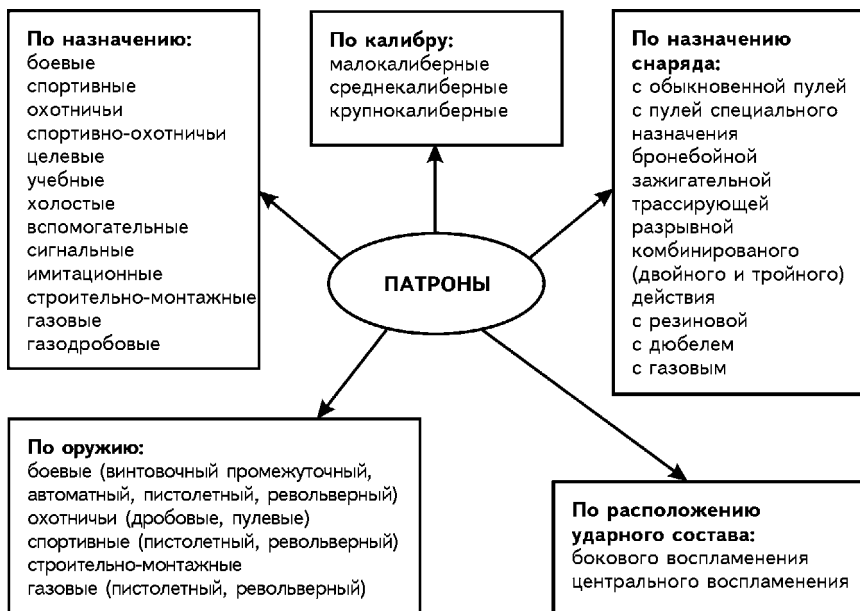 По назначению:
боевые
спортивные
охотничьи
спортивно-охотничьи
целевые
учебные
холостые
вспомогательные
сигнальные
имитационные
строительно-монтажные
газовые
газодробовые
По калибру:
малокалиберные
среднекалиберные
крупнокалиберные
По назначению
снаряда:
с обыкновенной пулей
с пулей специального
назначения
бронебойной
зажигательной
трассирующей
разрывной
комбинированого
(двойного и тройного)
действия
с резиновой
с дюбелем
с газовым
ПАТРОНЫ
По оружию:
боевые (винтовочный промежуточный,
автоматный, пистолетный, револьверный)
охотничьи (дробовые, пулевые)
спортивные (пистолетный, револьверный)
строительно-монтажные
газовые (пистолетный, револьверный)
По расположению
ударного состава:
бокового воспламенения
центрального воспламенения